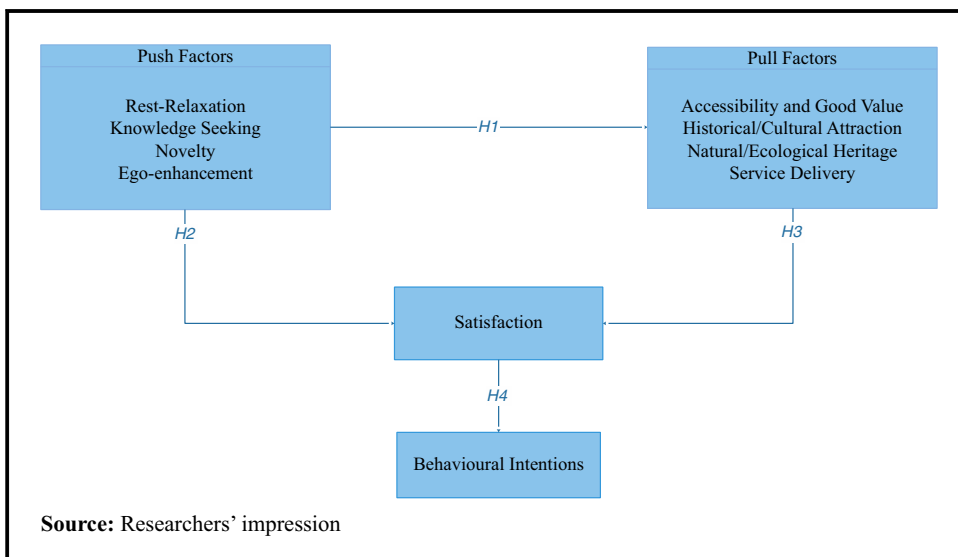 Push Factors
Rest-Relaxation
Knowledge Seeking
Novelty
Ego-enhancement
H1
Pull Factors
Accessibility and Good Value
Historical/Cultural Attraction
Natural/Ecological Heritage
Service Delivery
H2
H3
Satisfaction
H4
Behavioural Intentions
Source: Researchers’ impression